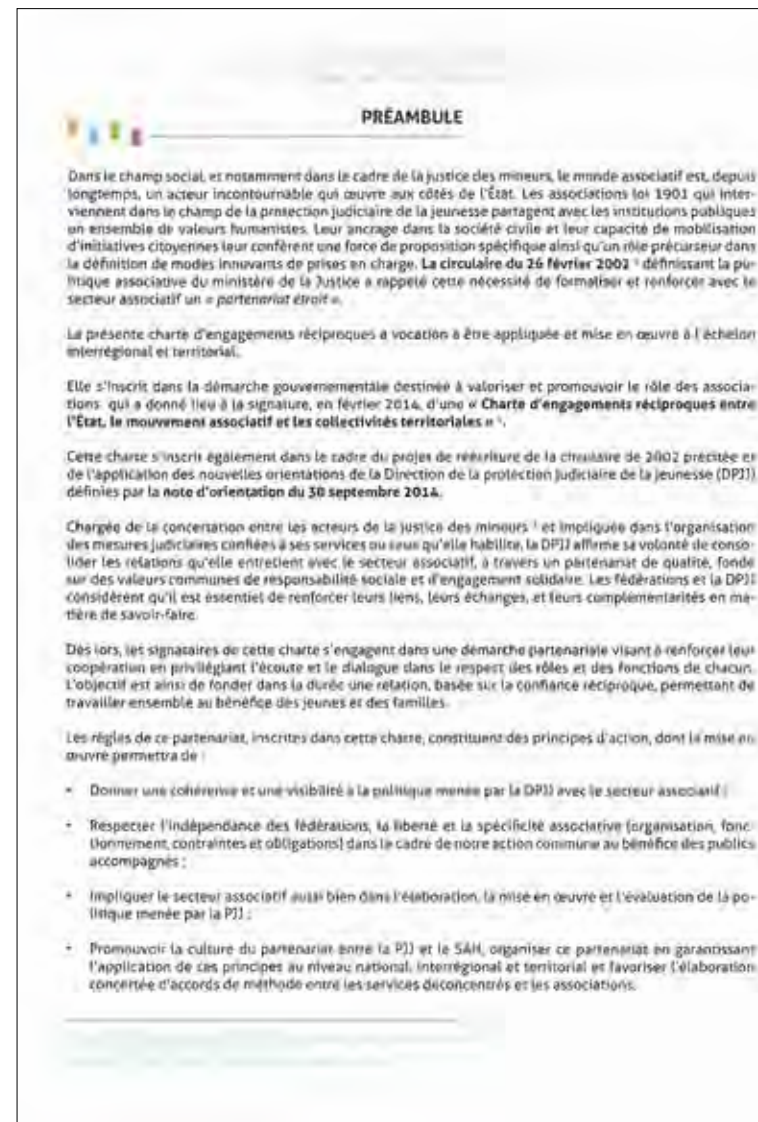 PRÉAMBULE
Dans le champ social, et notamment dans le cadre de la justice des mineurs, le monde associatif est, depuis
longtemps, un acteur incontournable qui œuvre aux côtés de l'État. Les associations loi 1901 qui inter-
viennent dans le champ de la protection judiciaire de la jeunesse partagent avec les institutions publiques
un ensemble de valeurs humanistes. Leur ancrage dans la société civile et leur capacité de mobilisation
d'initiatives citoyennes leur confèrent une force de proposition spécifique ainsi qu'un rôle précurseur dans
la définition de modes innovants de prises en charge. La circulaire du 26 février 2002 ¹ définissant la po-
litique associative du ministère de la Justice a rappelé cette nécessité de formaliser et renforcer avec le
secteur associatif un « partenariat étroit ».
La présente charte d'engagements réciproques a vocation à être appliquée et mise en œuvre à l'échelon
interrégional et territorial.
Elle s'inscrit dans la démarche gouvernementale destinée à valoriser et promouvoir le rôle des associa-
tions qui a donné lieu à la signature, en février 2014, d'une « Charte d'engagements réciproques entre
l'État, le mouvement associatif et les collectivités territoriales »
Cette charte s'inscrit également dans le cadre du projet de réécriture de la circulaire de 2002 précitée et
de l'application des nouvelles orientations de la Direction de la protection judiciaire de la jeunesse (DPJJ)
définies par la note d'orientation du 30 septembre 2014.
Chargée de la concertation entre les acteurs de la justice des mineurs et impliquée dans l'organisation
des mesures judiciaires confiées à ses services ou ceux qu'elle habilite, la DPJJ affirme sa volonté de conso-
lider les relations qu'elle entretient avec le secteur associatif, à travers un partenariat de qualité, fondé
sur des valeurs communes de responsabilité sociale et d'engagement solidaire. Les fédérations et la DPJJ
considèrent qu'il est essentiel de renforcer leurs liens, leurs échanges, et leurs complémentarités en ma-
tière de savoir-faire.
Dès lors, les signataires de cette charte s'engagent dans une démarche partenariale visant à renforcer leur
coopération en privilégiant l'écoute et le dialogue dans le respect des rôles et des fonctions de chacun.
L'objectif est ainsi de fonder dans la durée une relation, basée sur la confiance réciproque, permettant de
travailler ensemble au bénéfice des jeunes et des familles.
Les règles de ce partenariat, inscrites dans cette charte, constituent des principes d'action, dont la mise en
œuvre permettra de :
• Donner une cohérence et une visibilité à la politique menée par la DPJJ avec le secteur associatif ;
• Respecter l'indépendance des fédérations, la liberté et la spécificité associative (organisation, fonc-
tionnement, contraintes et obligations) dans le cadre de notre action commune au bénéfice des publics
accompagnés ;
• Impliquer le secteur associatif aussi bien dans l'élaboration, la mise en œuvre et l'évaluation de la po-
litique menée par la PJJ ;
• Promouvoir la culture du partenariat entre la PJJ et le SAH, organiser ce partenariat en garantissant
l'application de ces principes au niveau national, interrégional et territorial et favoriser l'élaboration
concertée d'accords de méthode entre les services déconcentrés et les associations.